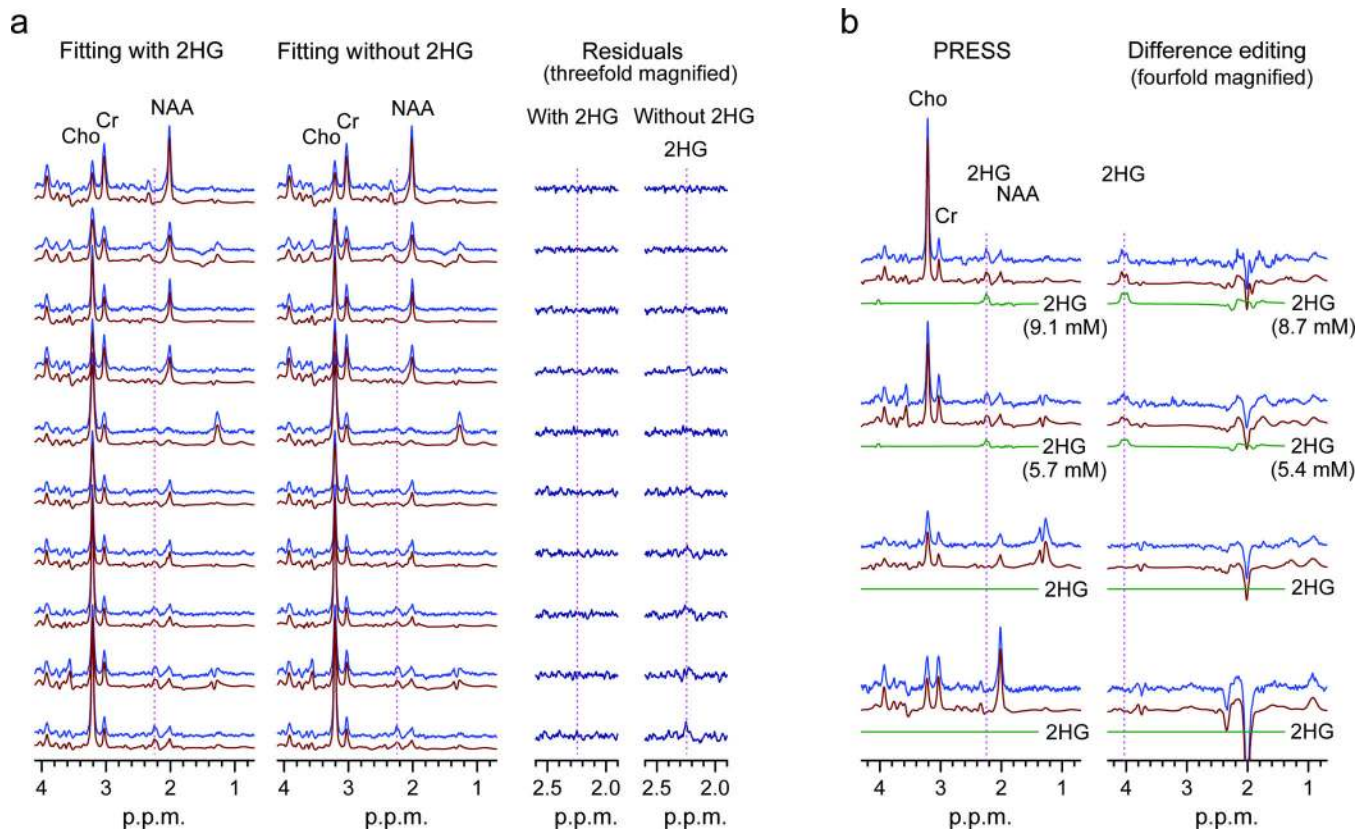 a
Fitting with 2HG
Fitting without 2HG
Residuals
(threefold magnified)
With 2HG
Without 2HG
2HG
Cho
Cr
NAA
Cho
Cr
NAA
4 3 2 1
p.p.m.
4 3 2 1
p.p.m.
2.5 2.0
p.p.m.
2.5 2.0
p.p.m.
b
PRESS
Difference editing
(fourfold magnified)
Cho
2HG
NAA
Cr
2HG
2HG
(9.1 mM)
2HG
(8.7 mM)
2HG
(5.7 mM)
2HG
(5.4 mM)
2HG
2HG
2HG
2HG
4 3 2 1
p.p.m.
4 3 2 1
p.p.m.